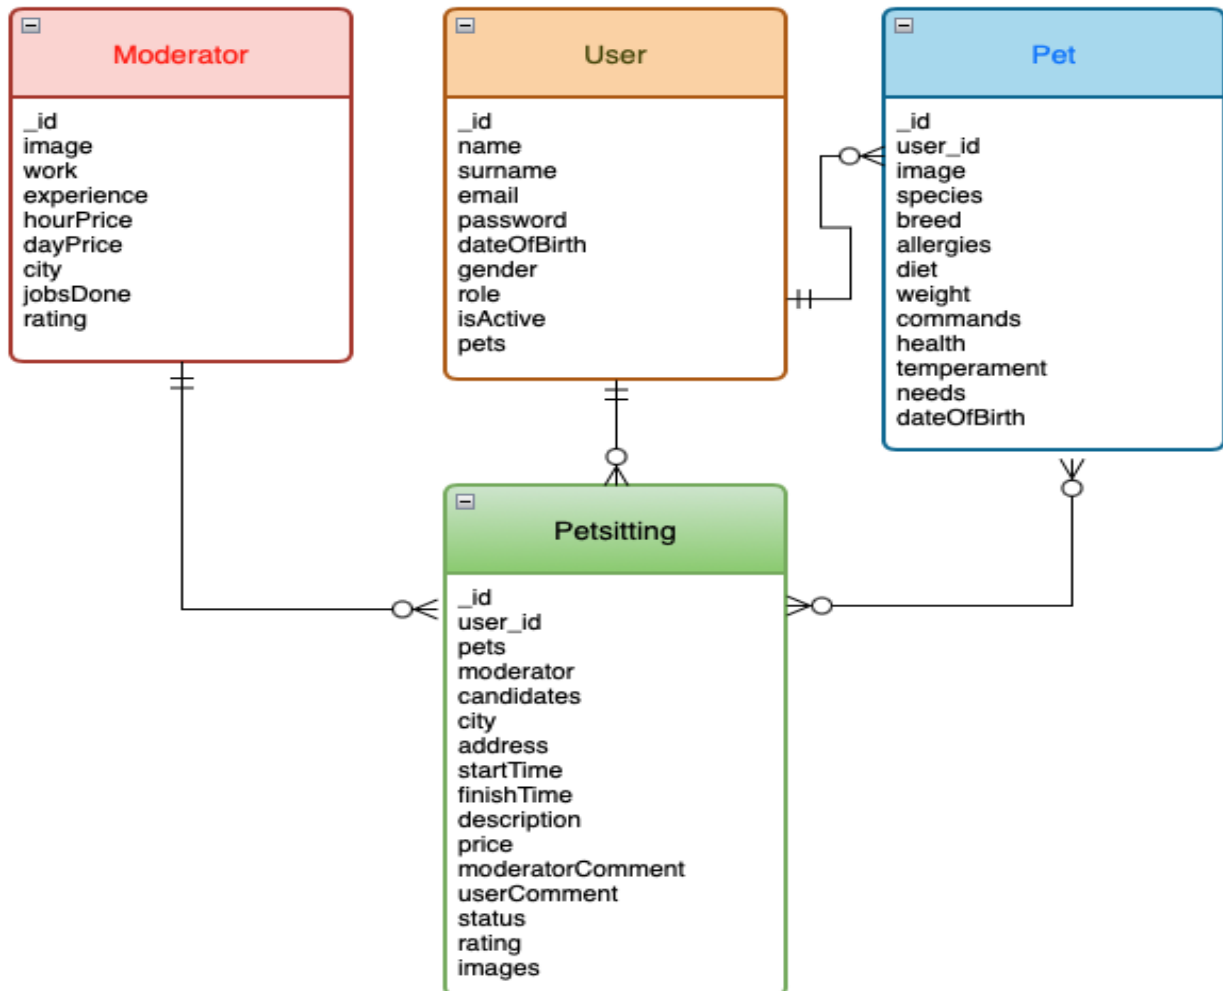 Moderator
_id
image
work
experience
hourPrice
dayPrice
city
jobsDone
rating
User
_id
name
surname
email
password
dateOfBirth
gender
role
isActive
pets
Pet
_id
user_id
image
species
breed
allergies
diet
weight
commands
health
temperament
needs
dateOfBirth
Petsitting
_id
user_id
pets
moderator
candidates
city
address
startTime
finishTime
description
price
moderatorComment
userComment
status
rating
images